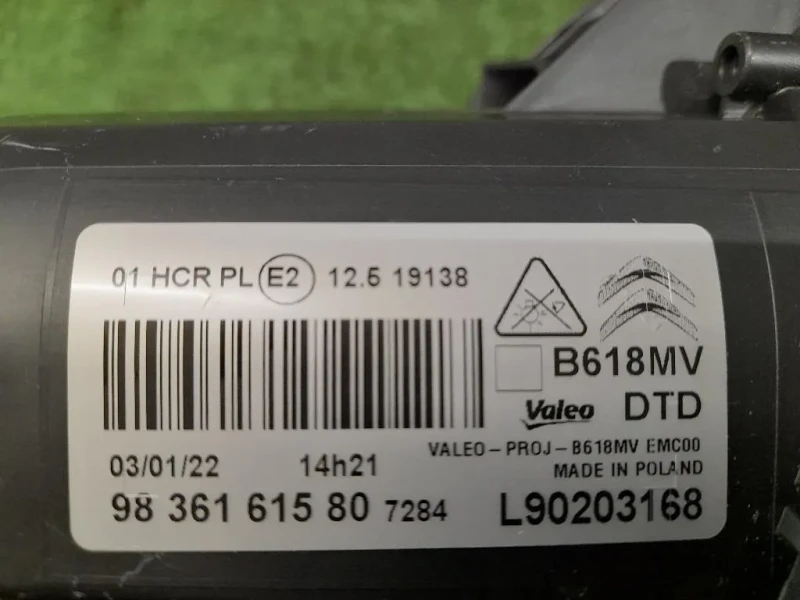 01 HCR PL E2 12.5 19138
B618MV
Valeo DTD
VALEO-PROJ-B618MV EMC00
03/01/22 14h21
MADE IN POLAND
98 361 615 80 7284 L90203168